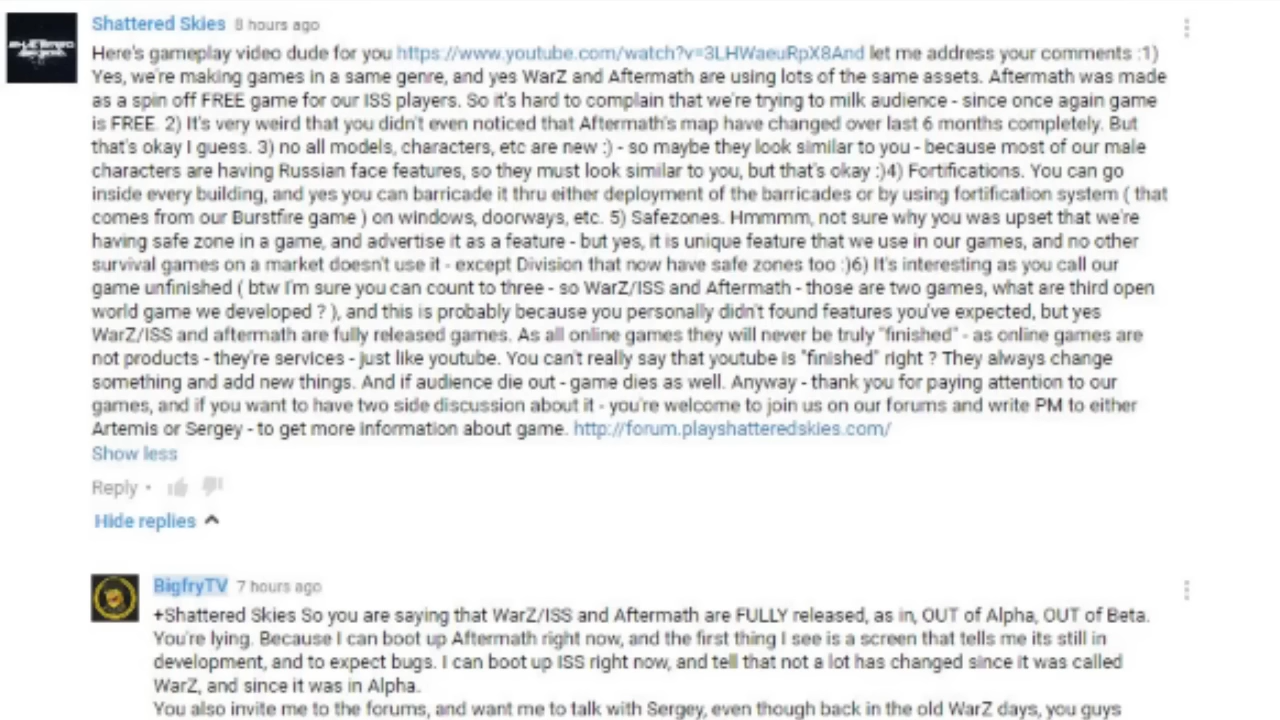 Shattered Skies 8 hours ago
Here's gameplay video dude for you https://www.youtube.com/watch?v=3LHWaeuRpX8And let me address your comments :1)
Yes, we're making games in a same genre, and yes WarZ and Aftermath are using lots of the same assets. Aftermath was made
as a spin off FREE game for our ISS players. So it's hard to complain that we're trying to milk audience - since once again game
is FREE. 2) It's very weird that you didn't even noticed that Aftermath's map have changed over last 6 months completely. But
that's okay I guess. 3) no all models, characters, etc are new :) - so maybe they look similar to you - because most of our male
characters are having Russian face features, so they must look similar to you, but that's okay :)4) Fortifications. You can go
inside every building, and yes you can barricade it thru either deployment of the barricades or by using fortification system ( that
comes from our Burstfire game ) on windows, doorways, etc. 5) Safezones. Hmmmm, not sure why you was upset that we're
having safe zone in a game, and advertise it as a feature - but yes, it is unique feature that we use in our games, and no other
survival games on a market doesn't use it - except Division that now have safe zones too :)6) It's interesting as you call our
game unfinished ( btw I'm sure you can count to three - so WarZ/ISS and Aftermath - those are two games, what are third open
world game we developed ? ), and this is probably because you personally didn't found features you've expected, but yes
WarZ/ISS and aftermath are fully released games. As all online games they will never be truly "finished" - as online games are
not products - they're services - just like youtube. You can't really say that youtube is "finished" right ? They always change
something and add new things. And if audience die out - game dies as well. Anyway - thank you for paying attention to our
games, and if you want to have two side discussion about it - you're welcome to join us on our forums and write PM to either
Artemis or Sergey - to get more information about game. http://forum.playshatteredskies.com/
Show less
Reply •
Hide replies
BigfryTV 7 hours ago
+Shattered Skies So you are saying that WarZ/ISS and Aftermath are FULLY released, as in, OUT of Alpha, OUT of Beta.
You're lying. Because I can boot up Aftermath right now, and the first thing I see is a screen that tells me its still in
development, and to expect bugs. I can boot up ISS right now, and tell that not a lot has changed since it was called
WarZ, and since it was in Alpha.
You also invite me to the forums, and want me to talk with Sergey, even though back in the old WarZ days, you guys